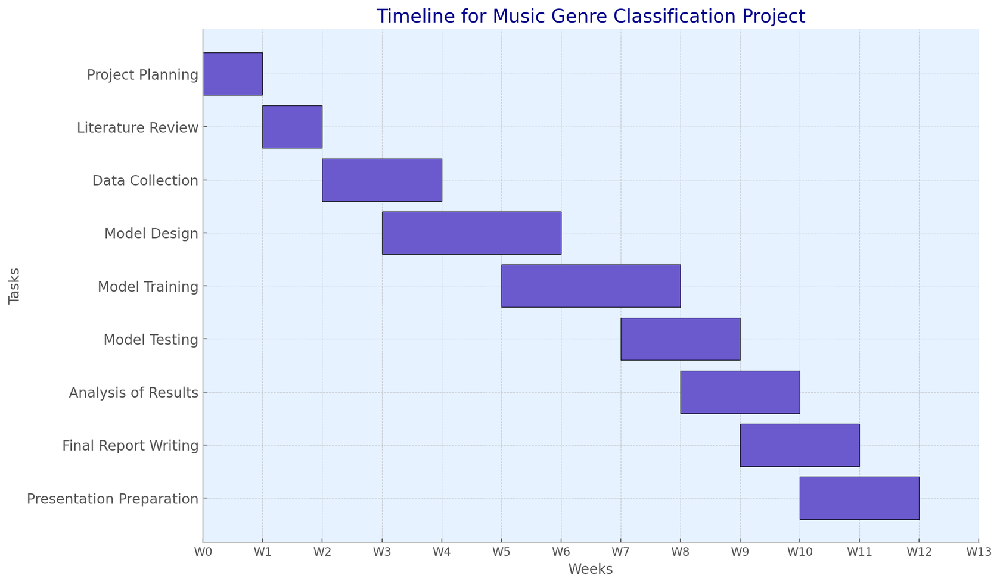 Timeline for Music Genre Classification Project
Tasks
Project Planning
Literature Review
Data Collection
Model Design
Model Training
Model Testing
Analysis of Results
Final Report Writing
Presentation Preparation
W0 W1 W2 W3 W4 W5 W6 W7 W8 W9 W10 W11 W12 W13
Weeks